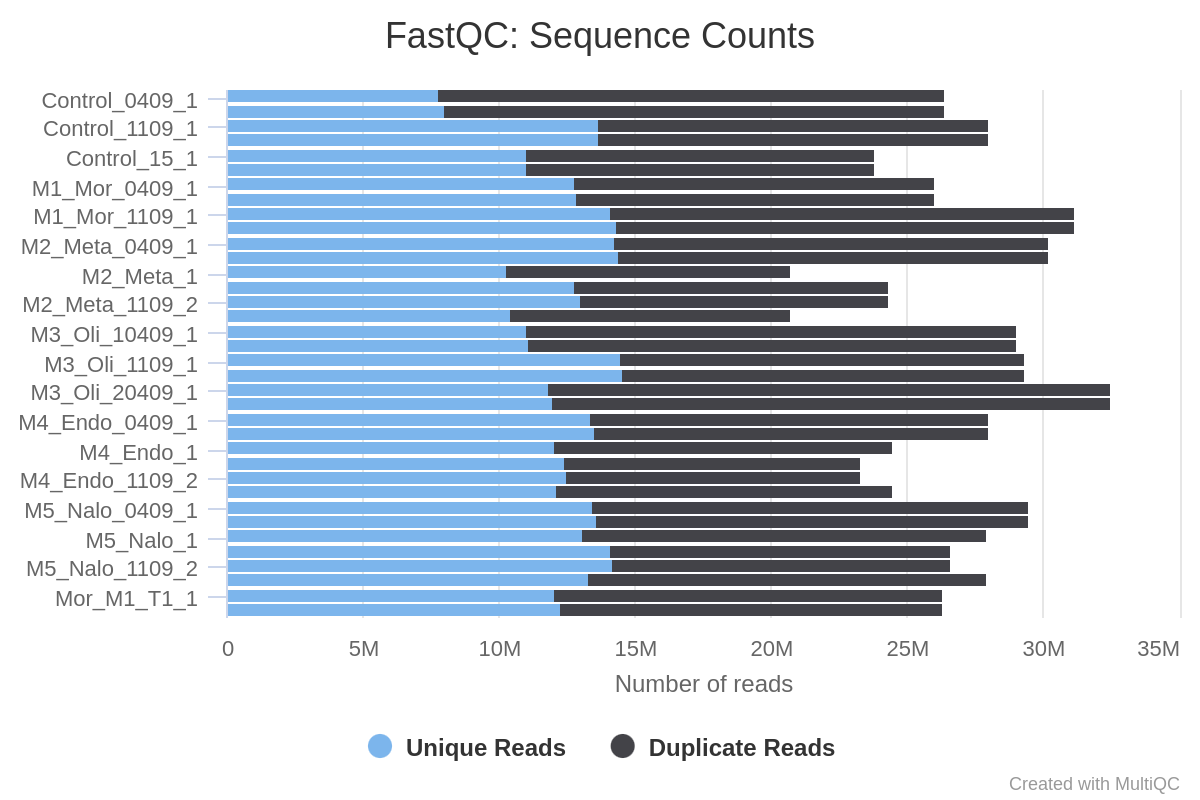 FastQC: Sequence Counts
Control_0409_1
Control_1109_1
Control_15_1
M1_Mor_0409_1
M1_Mor_1109_1
M2_Meta_0409_1
M2_Meta_1
M2_Meta_1109_2
M3_Oli_10409_1
M3_Oli_1109_1
M3_Oli_20409_1
M4_Endo_0409_1
M4_Endo_1
M4_Endo_1109_2
M5_Nalo_0409_1
M5_Nalo_1
M5_Nalo_1109_2
Mor_M1_T1_1
0 5M 10M 15M 20M 25M 30M 35M
Number of reads
Unique Reads Duplicate Reads
Created with MultiQC